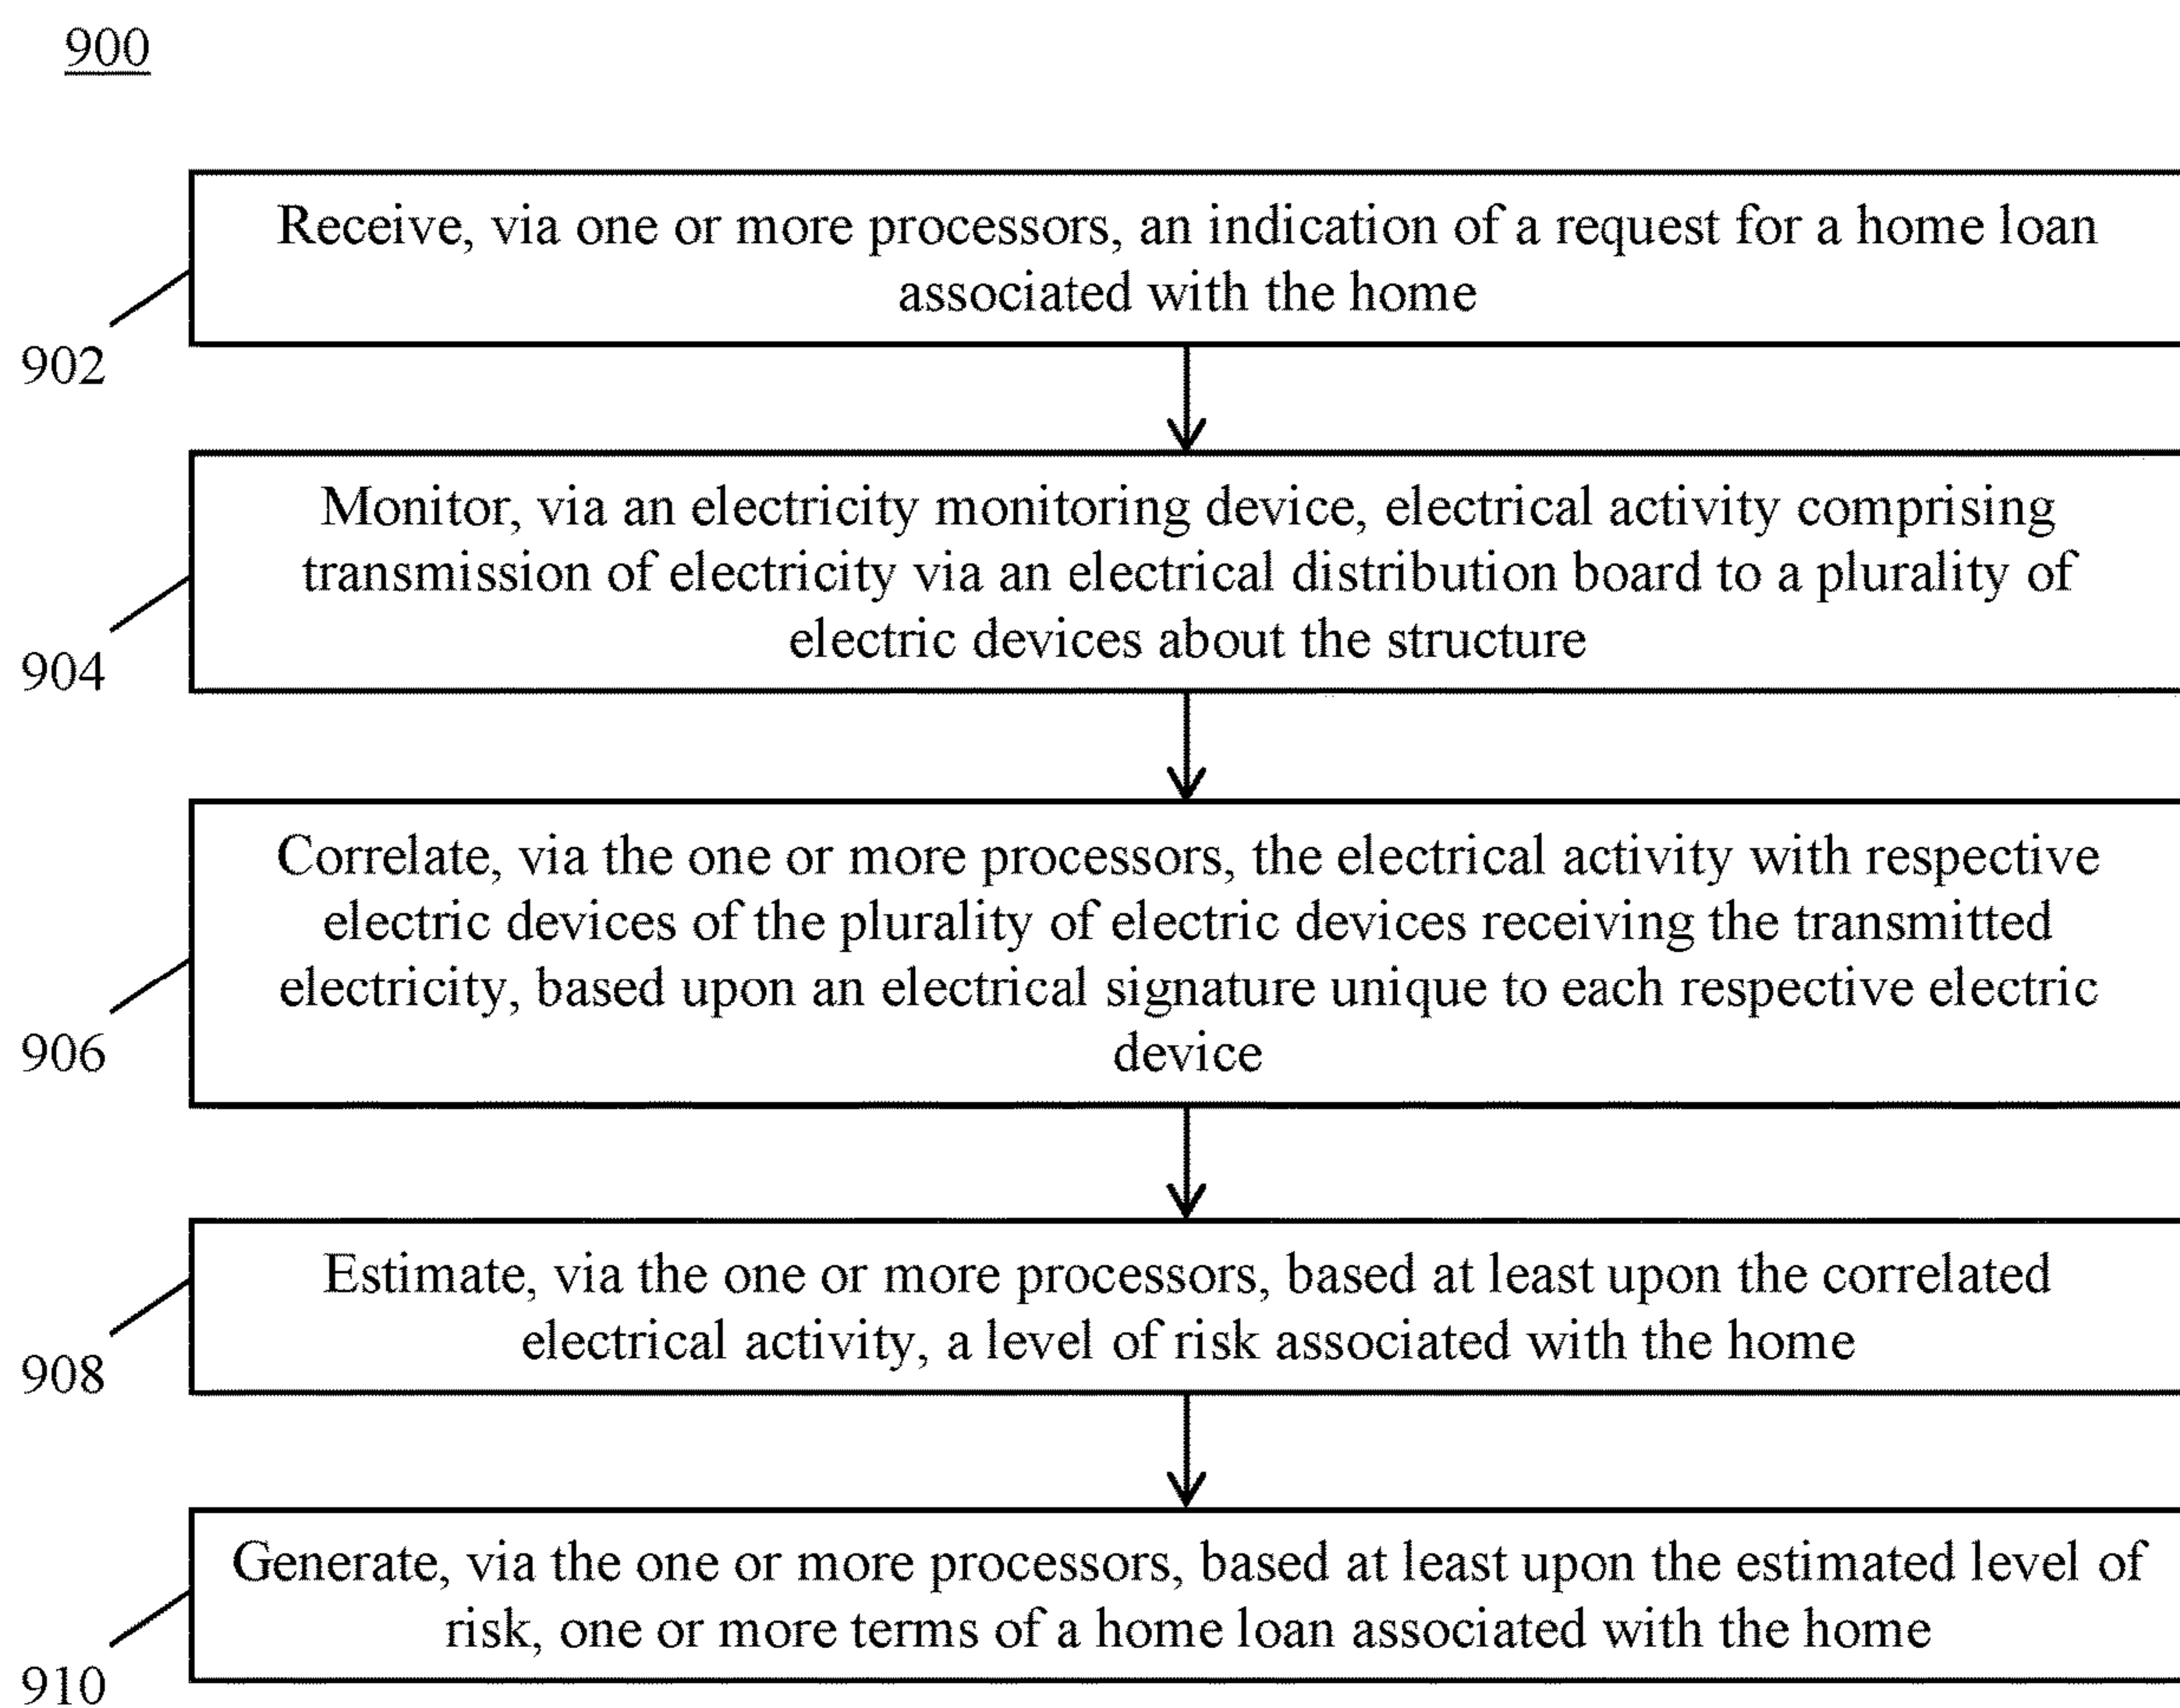 900
Receive, via one or more processors, an indication of a request for a home loan
associated with the home
902
Monitor, via an electricity monitoring device, electrical activity comprising
transmission of electricity via an electrical distribution board to a plurality of
electric devices about the structure
904
Correlate, via the one or more processors, the electrical activity with respective
electric devices of the plurality of electric devices receiving the transmitted
electricity, based upon an electrical signature unique to each respective electric
device
906
Estimate, via the one or more processors, based at least upon the correlated
electrical activity, a level of risk associated with the home
908
Generate, via the one or more processors, based at least upon the estimated level of
risk, one or more terms of a home loan associated with the home
910